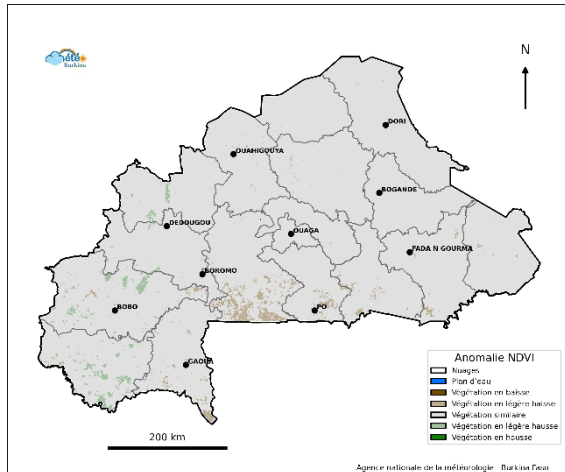 été
Burkina
N
DORI
OUAHIGOUYA
BOGANDE
DEDOUGOU
OUAGA
FADA N GOURMA
BOROMO
BOBO
PO
GAOUA
Anomalie NDVI
Nuages
Plan d'eau
Végétation en baisse
Végétation en légère baisse
Végétation similaire
Végétation en légère hausse
Végétation en hausse
200 km
Agence nationale de la météorologie Burkina Faso